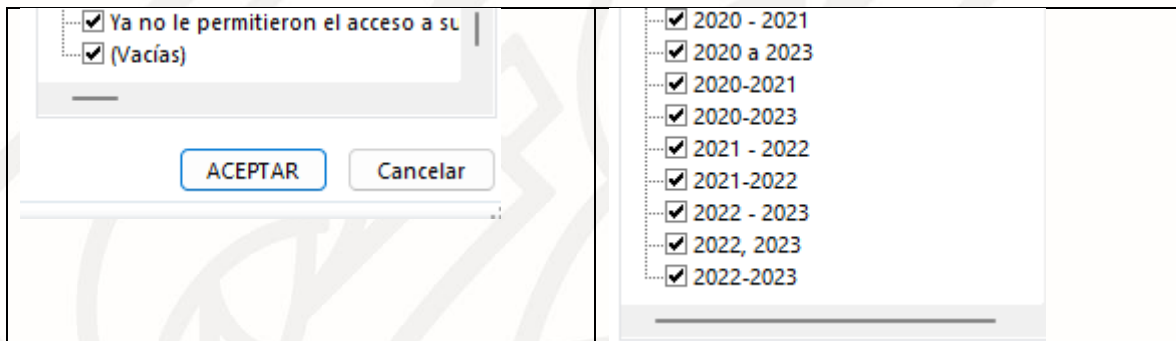 Ya no le permitieron el acceso a su
(Vacías)
ACEPTAR
Cancelar
2020 - 2021
2020 a 2023
2020-2021
2020-2023
2021 - 2022
2021-2022
2022 - 2023
2022, 2023
2022-2023